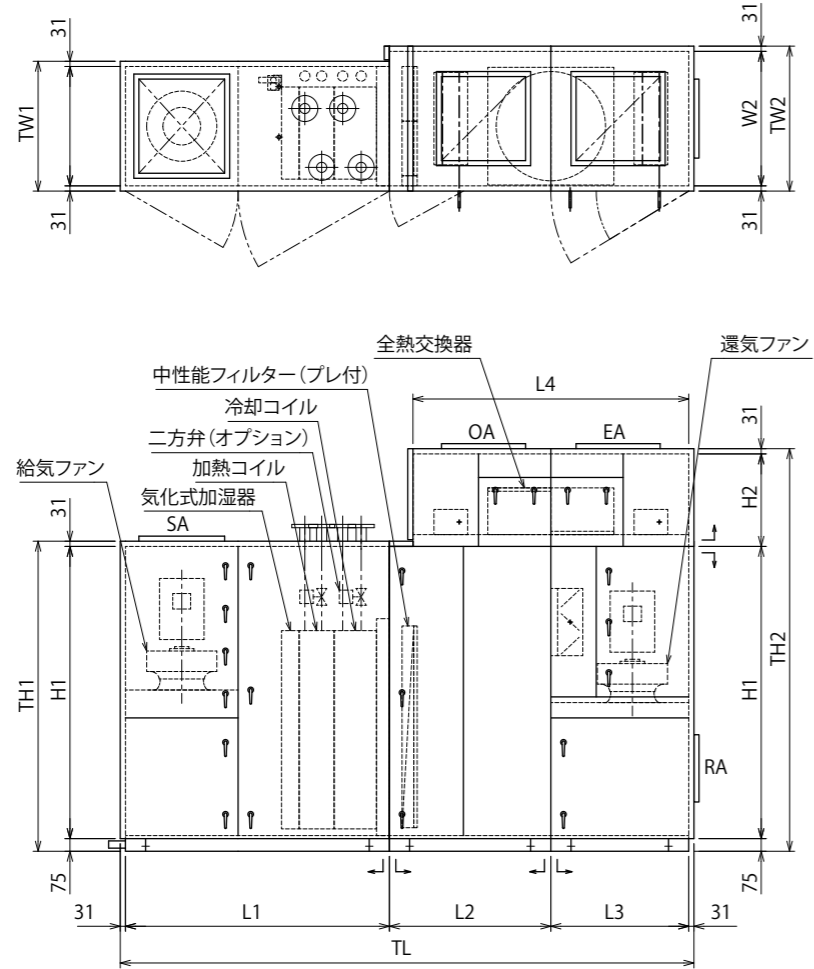 31
31
TW1
W2
TW2
31
31
全熱交換器
還気ファン
中性能フィルター(プレ付)
L4
冷却コイル
OA
EA
31
二方弁(オプション)
給気ファン
加熱コイル
気化式加湿器
31
SA
H2
TH1
H1
H1
TH2
RA
75
75
31
L1
L2
L3
31
TL